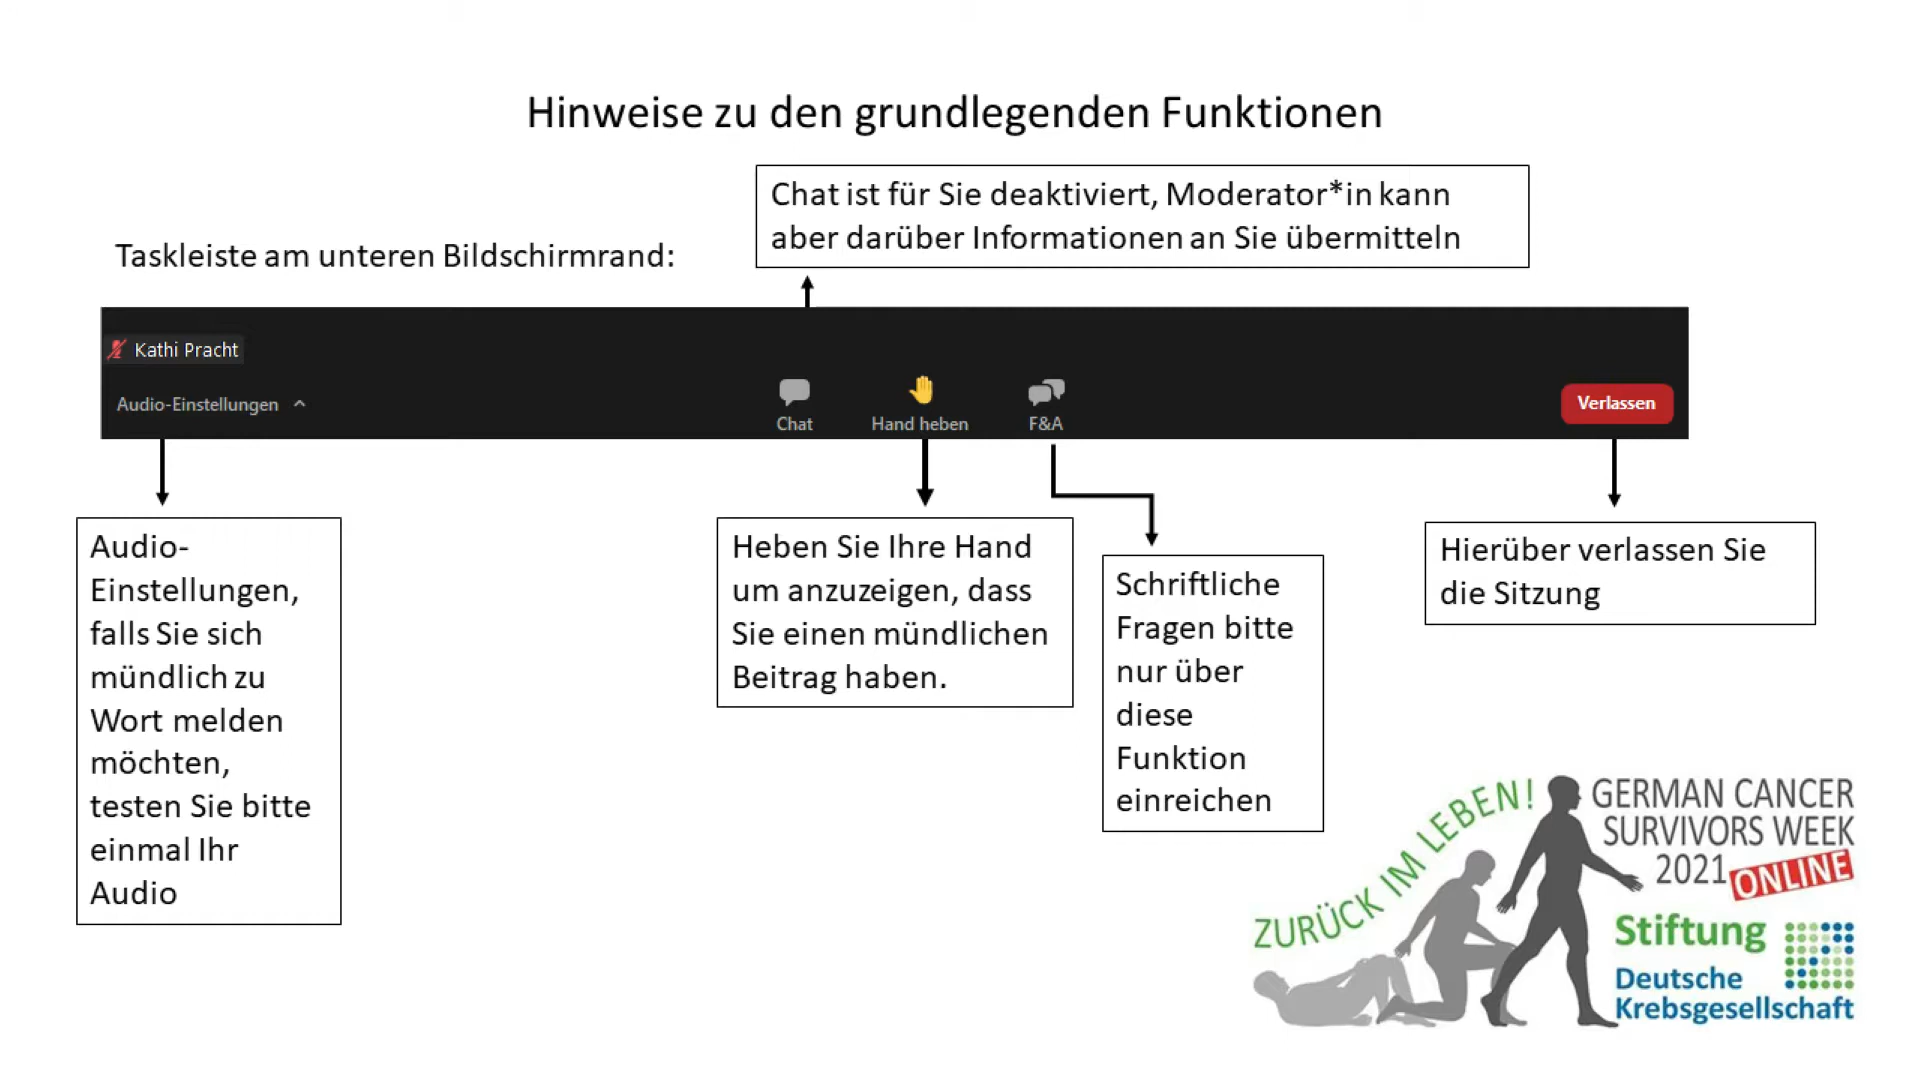 Hinweise zu den grundlegenden Funktionen
Chat ist für Sie deaktiviert, Moderator*in kann
aber darüber Informationen an Sie übermitteln
Taskleiste am unteren Bildschirmrand:
Kathi Pracht
Audio-Einstellungen
Chat
Hand heben
F&A
Verlassen
Audio-
Einstellungen,
falls Sie sich
mündlich zu
Wort melden
möchten,
testen Sie bitte
einmal Ihr
Audio
Heben Sie Ihre Hand
um anzuzeigen, dass
Sie einen mündlichen
Beitrag haben.
Schriftliche
Fragen bitte
nur über
diese
Funktion
einreichen
Hierüber verlassen Sie
die Sitzung
ZURÜCK IM LEBEN!
GERMAN CANCER
SURVIVORS WEEK
2021 ONLINE
Stiftung
Deutsche
Krebsgesellschaft